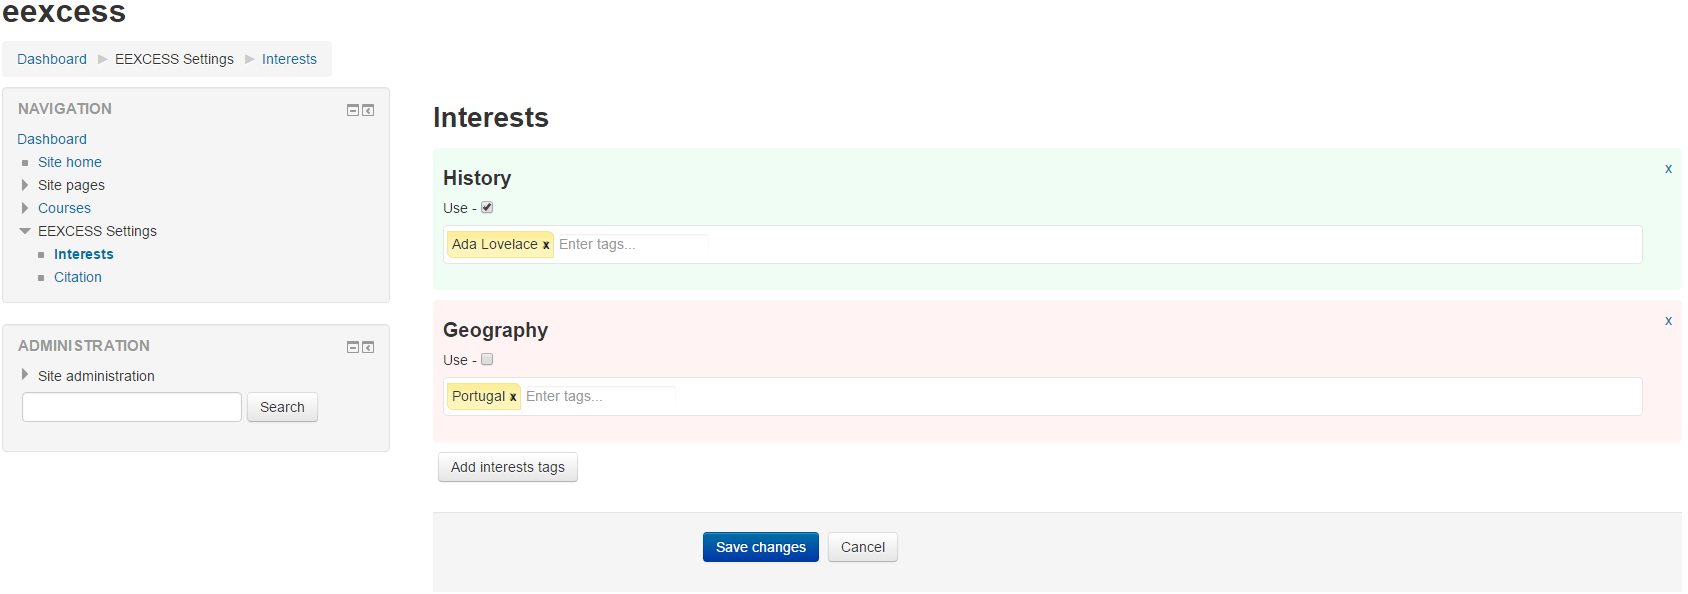 eexcess
Dashboard EEXCESS Settings Interests
NAVIGATION
Dashboard
Site home
Site pages
Courses
EEXCESS Settings
Interests
Citation
ADMINISTRATION
Site administration
Search
Interests
History
x
Use -
Ada Lovelace x Enter tags...
Geography
x
Use -
Portugal x Enter tags...
Add interests tags
Save changes Cancel